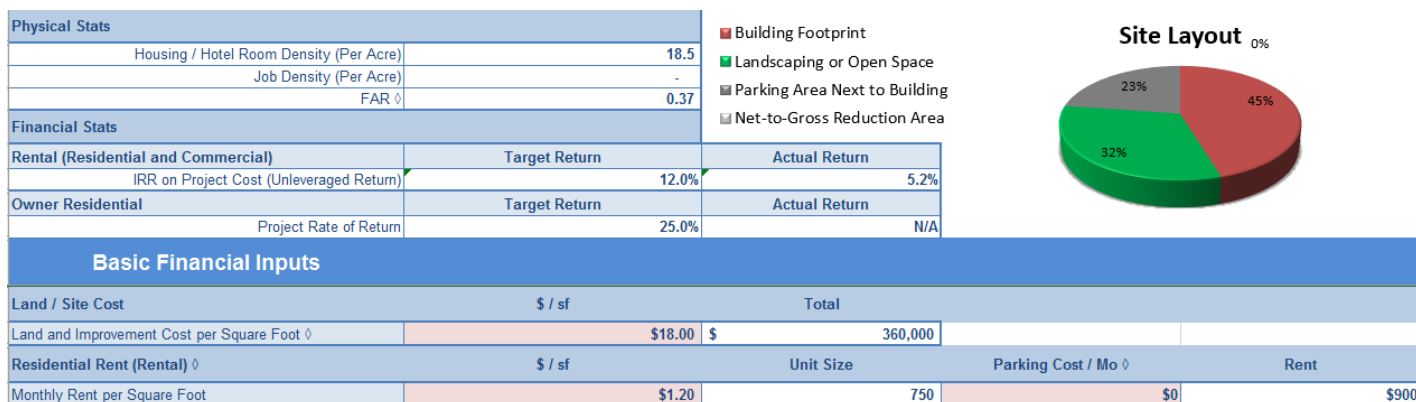 Physical Stats
Housing / Hotel Room Density (Per Acre) 18.5
Job Density (Per Acre) -
FAR ◊ 0.37
Financial Stats
Rental (Residential and Commercial) Target Return Actual Return
IRR on Project Cost (Unleveraged Return) 12.0% 5.2%
Owner Residential Target Return Actual Return
Project Rate of Return 25.0% N/A
Building Footprint
Landscaping or Open Space
Parking Area Next to Building
Net-to-Gross Reduction Area
Site Layout
0%
23%
45%
32%
Basic Financial Inputs
Land / Site Cost $ / sf Total
Land and Improvement Cost per Square Foot ◊ $18.00 $ 360,000
Residential Rent (Rental) ◊ $ / sf Unit Size Parking Cost / Mo ◊ Rent
Monthly Rent per Square Foot $1.20 750 $0 $900